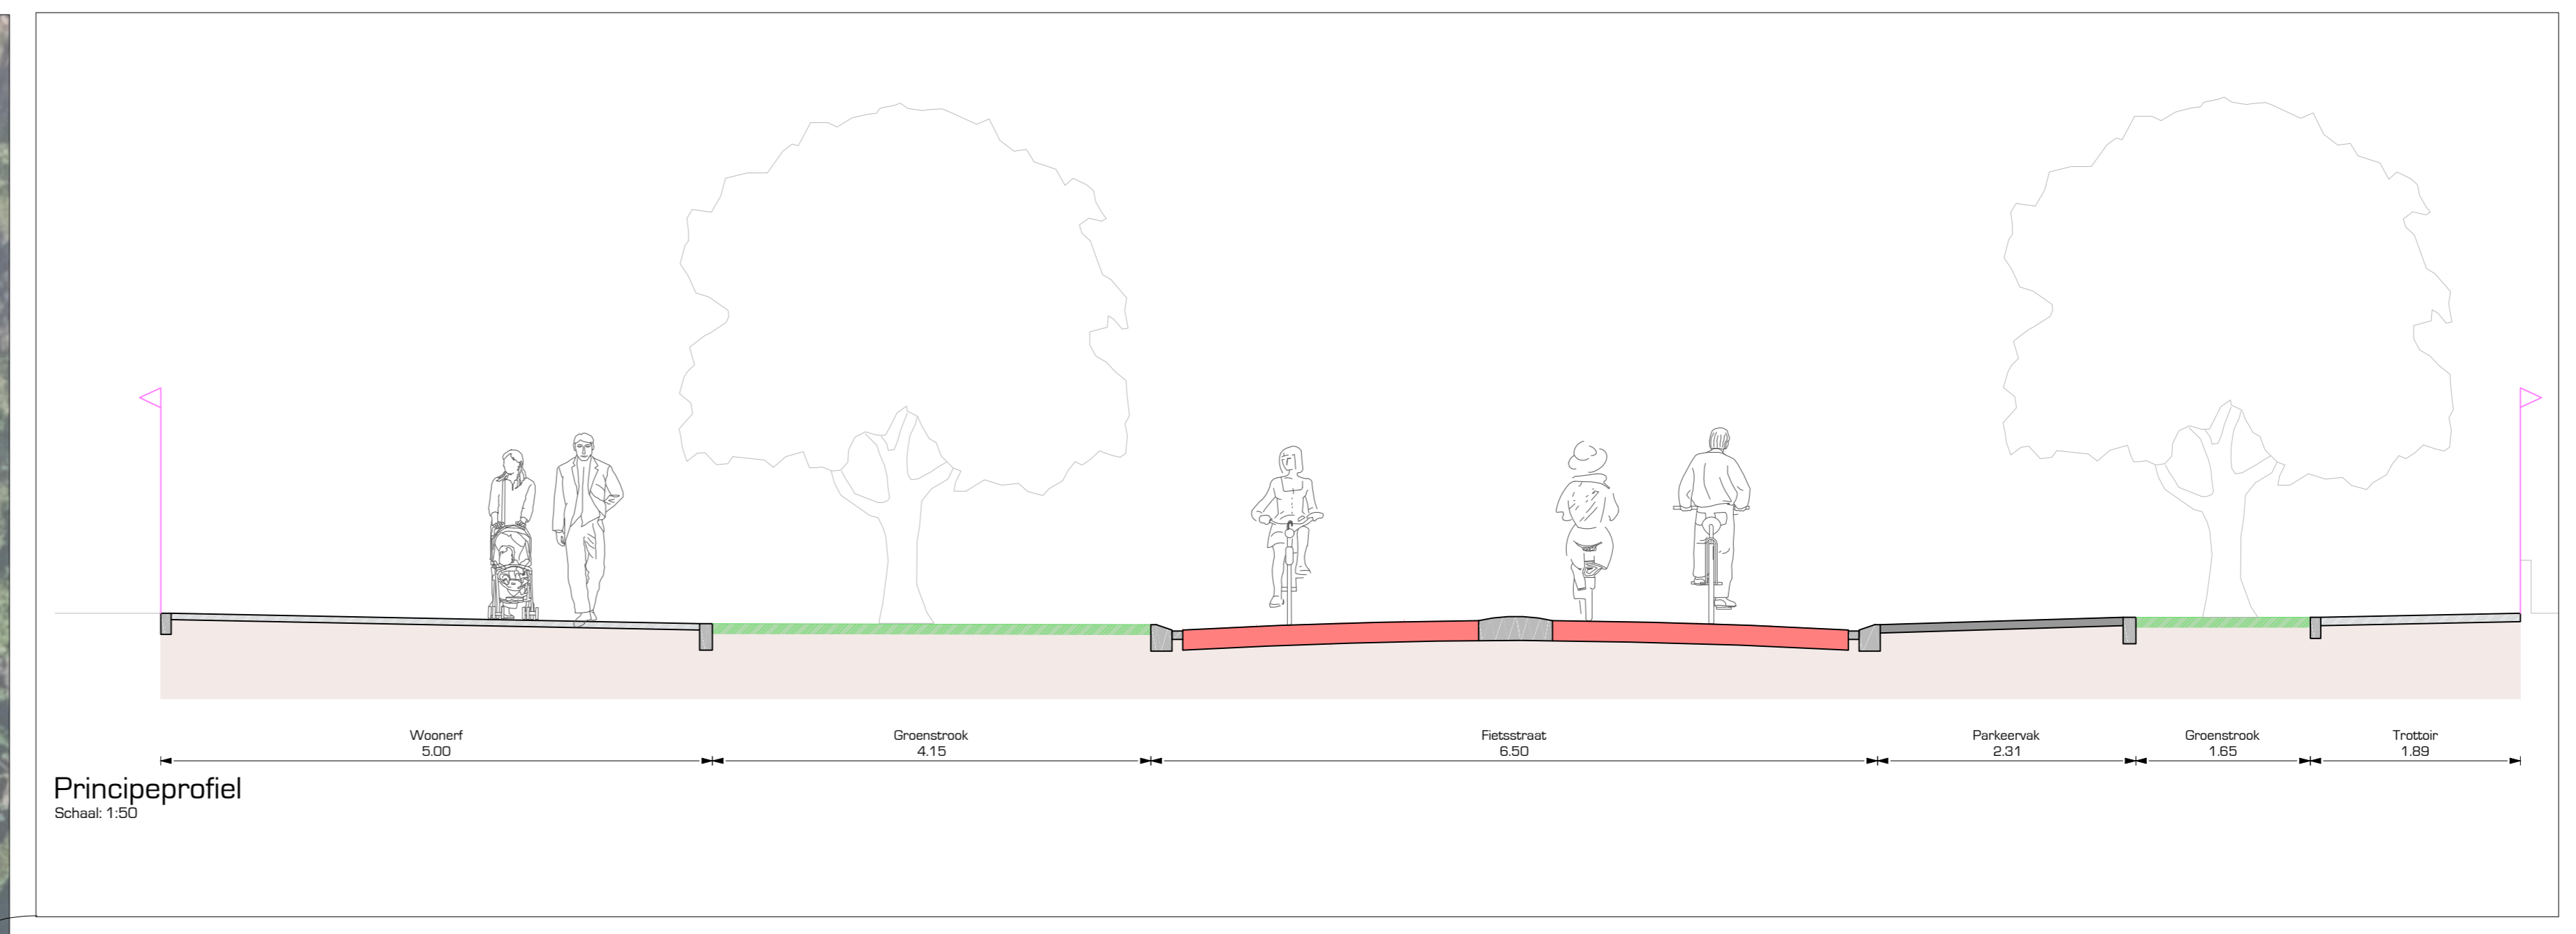 Woonerf
5.00
Groenstrook
4.15
Fietsstraat
6.50
Parkeervak
2.31
Groenstrook
1.65
Trottoir
1.89
Principeprofiel
Schaal: 1:50